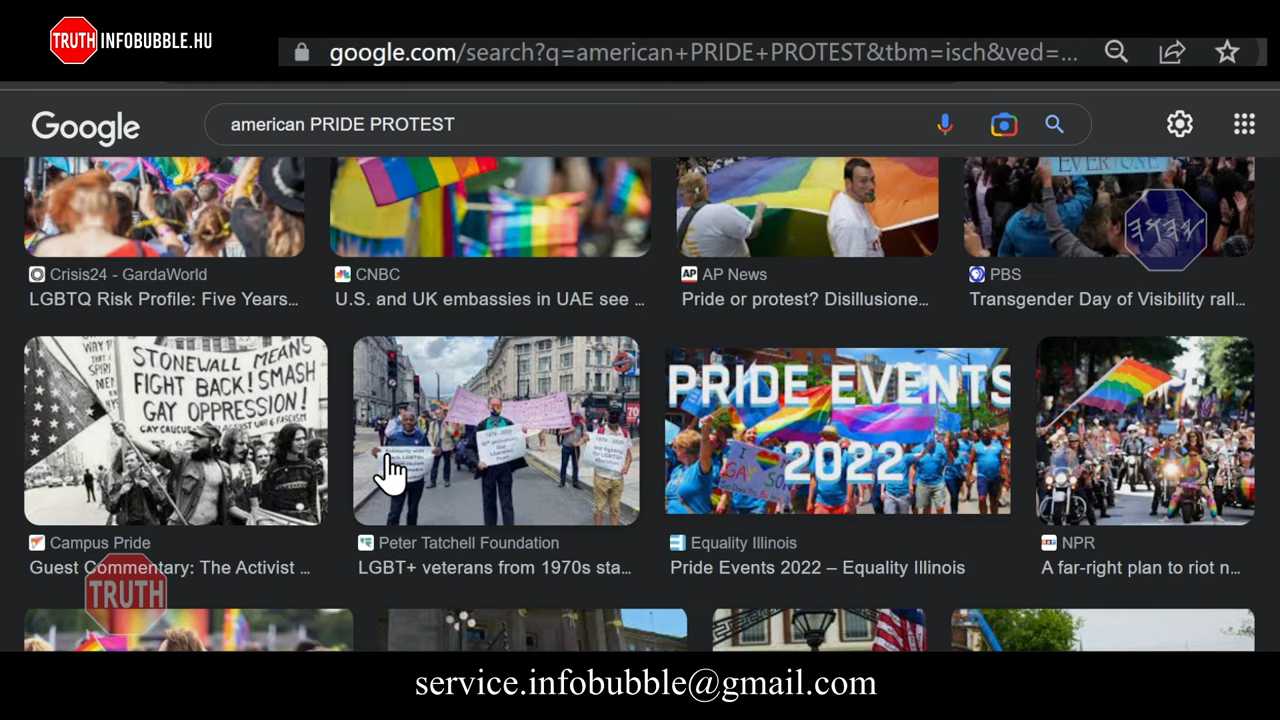 TRUTH INFOBUBBLE.HU
google.com/search?q=american+PRIDE+PROTEST&tbm=isch&ved=...
Google
american PRIDE PROTEST
EVERYONE
Crisis24 - GardaWorld
CNBC
AP AP News
PBS
LGBTQ Risk Profile: Five Years...
U.S. and UK embassies in UAE see ...
Pride or protest? Disillusione...
Transgender Day of Visibility rall...
STONEWALL MEANS
FIGHT BACK! SMASH
GAY OPPRESSION!
PRIDE EVENTS
2022
Campus Pride
Peter Tatchell Foundation
Equality Illinois
NPR
Guest Commentary: The Activist ...
LGBT+ veterans from 1970s sta...
Pride Events 2022 – Equality Illinois
A far-right plan to riot n...
TRUTH
service.infobubble@gmail.com